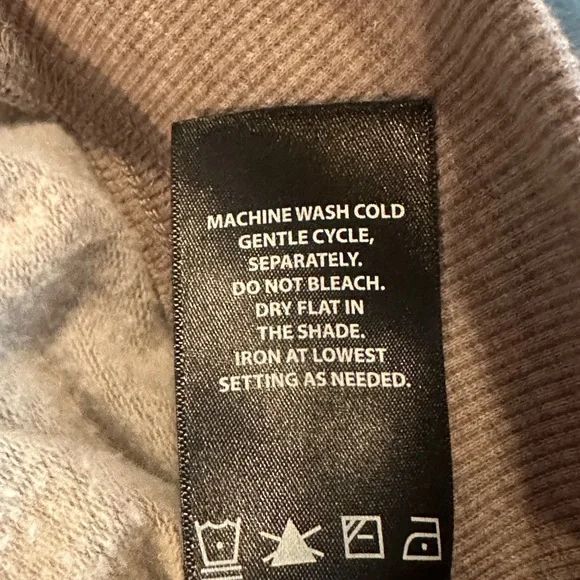 MACHINE WASH COLD
GENTLE CYCLE,
SEPARATELY.
DO NOT BLEACH.
DRY FLAT IN
THE SHADE.
IRON AT LOWEST
SETTING AS NEEDED.